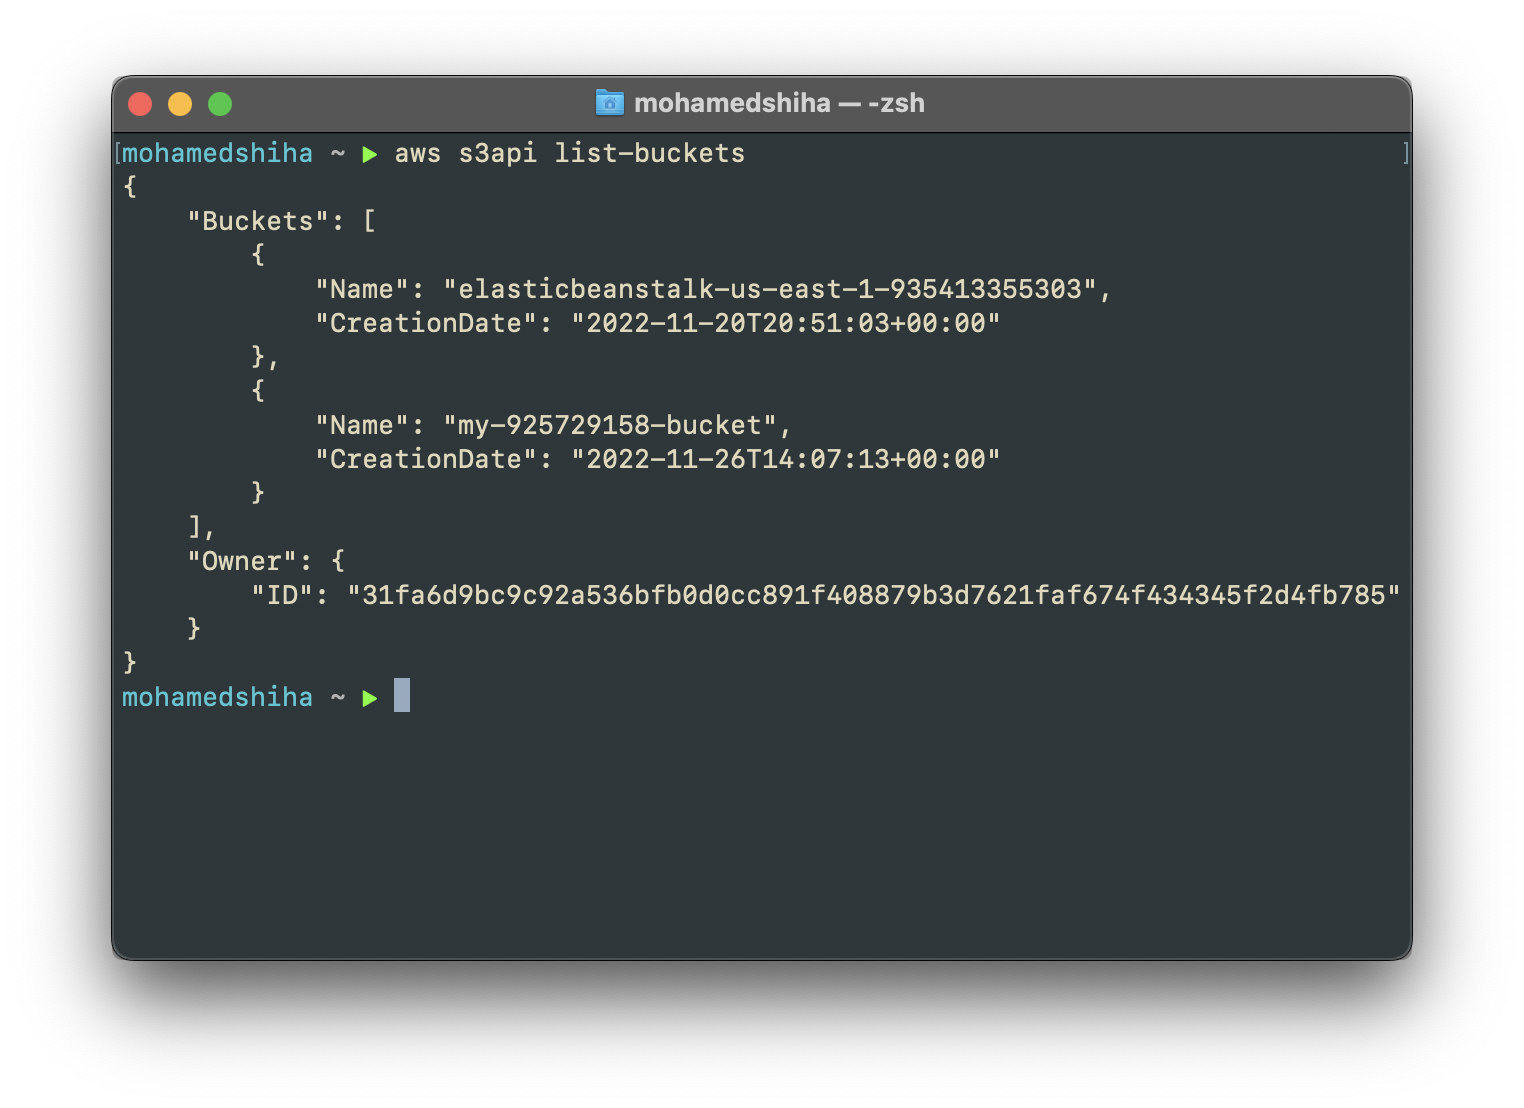 mohamedshiha — -zsh
[mohamedshiha ~ ▶ aws s3api list-buckets ]
{
    "Buckets": [
        {
            "Name": "elasticbeanstalk-us-east-1-935413355303",
            "CreationDate": "2022-11-20T20:51:03+00:00"
        },
        {
            "Name": "my-925729158-bucket",
            "CreationDate": "2022-11-26T14:07:13+00:00"
        }
    ],
    "Owner": {
        "ID": "31fa6d9bc9c92a536bfb0d0cc891f408879b3d7621faf674f434345f2d4fb785"
    }
}
mohamedshiha ~ ▶